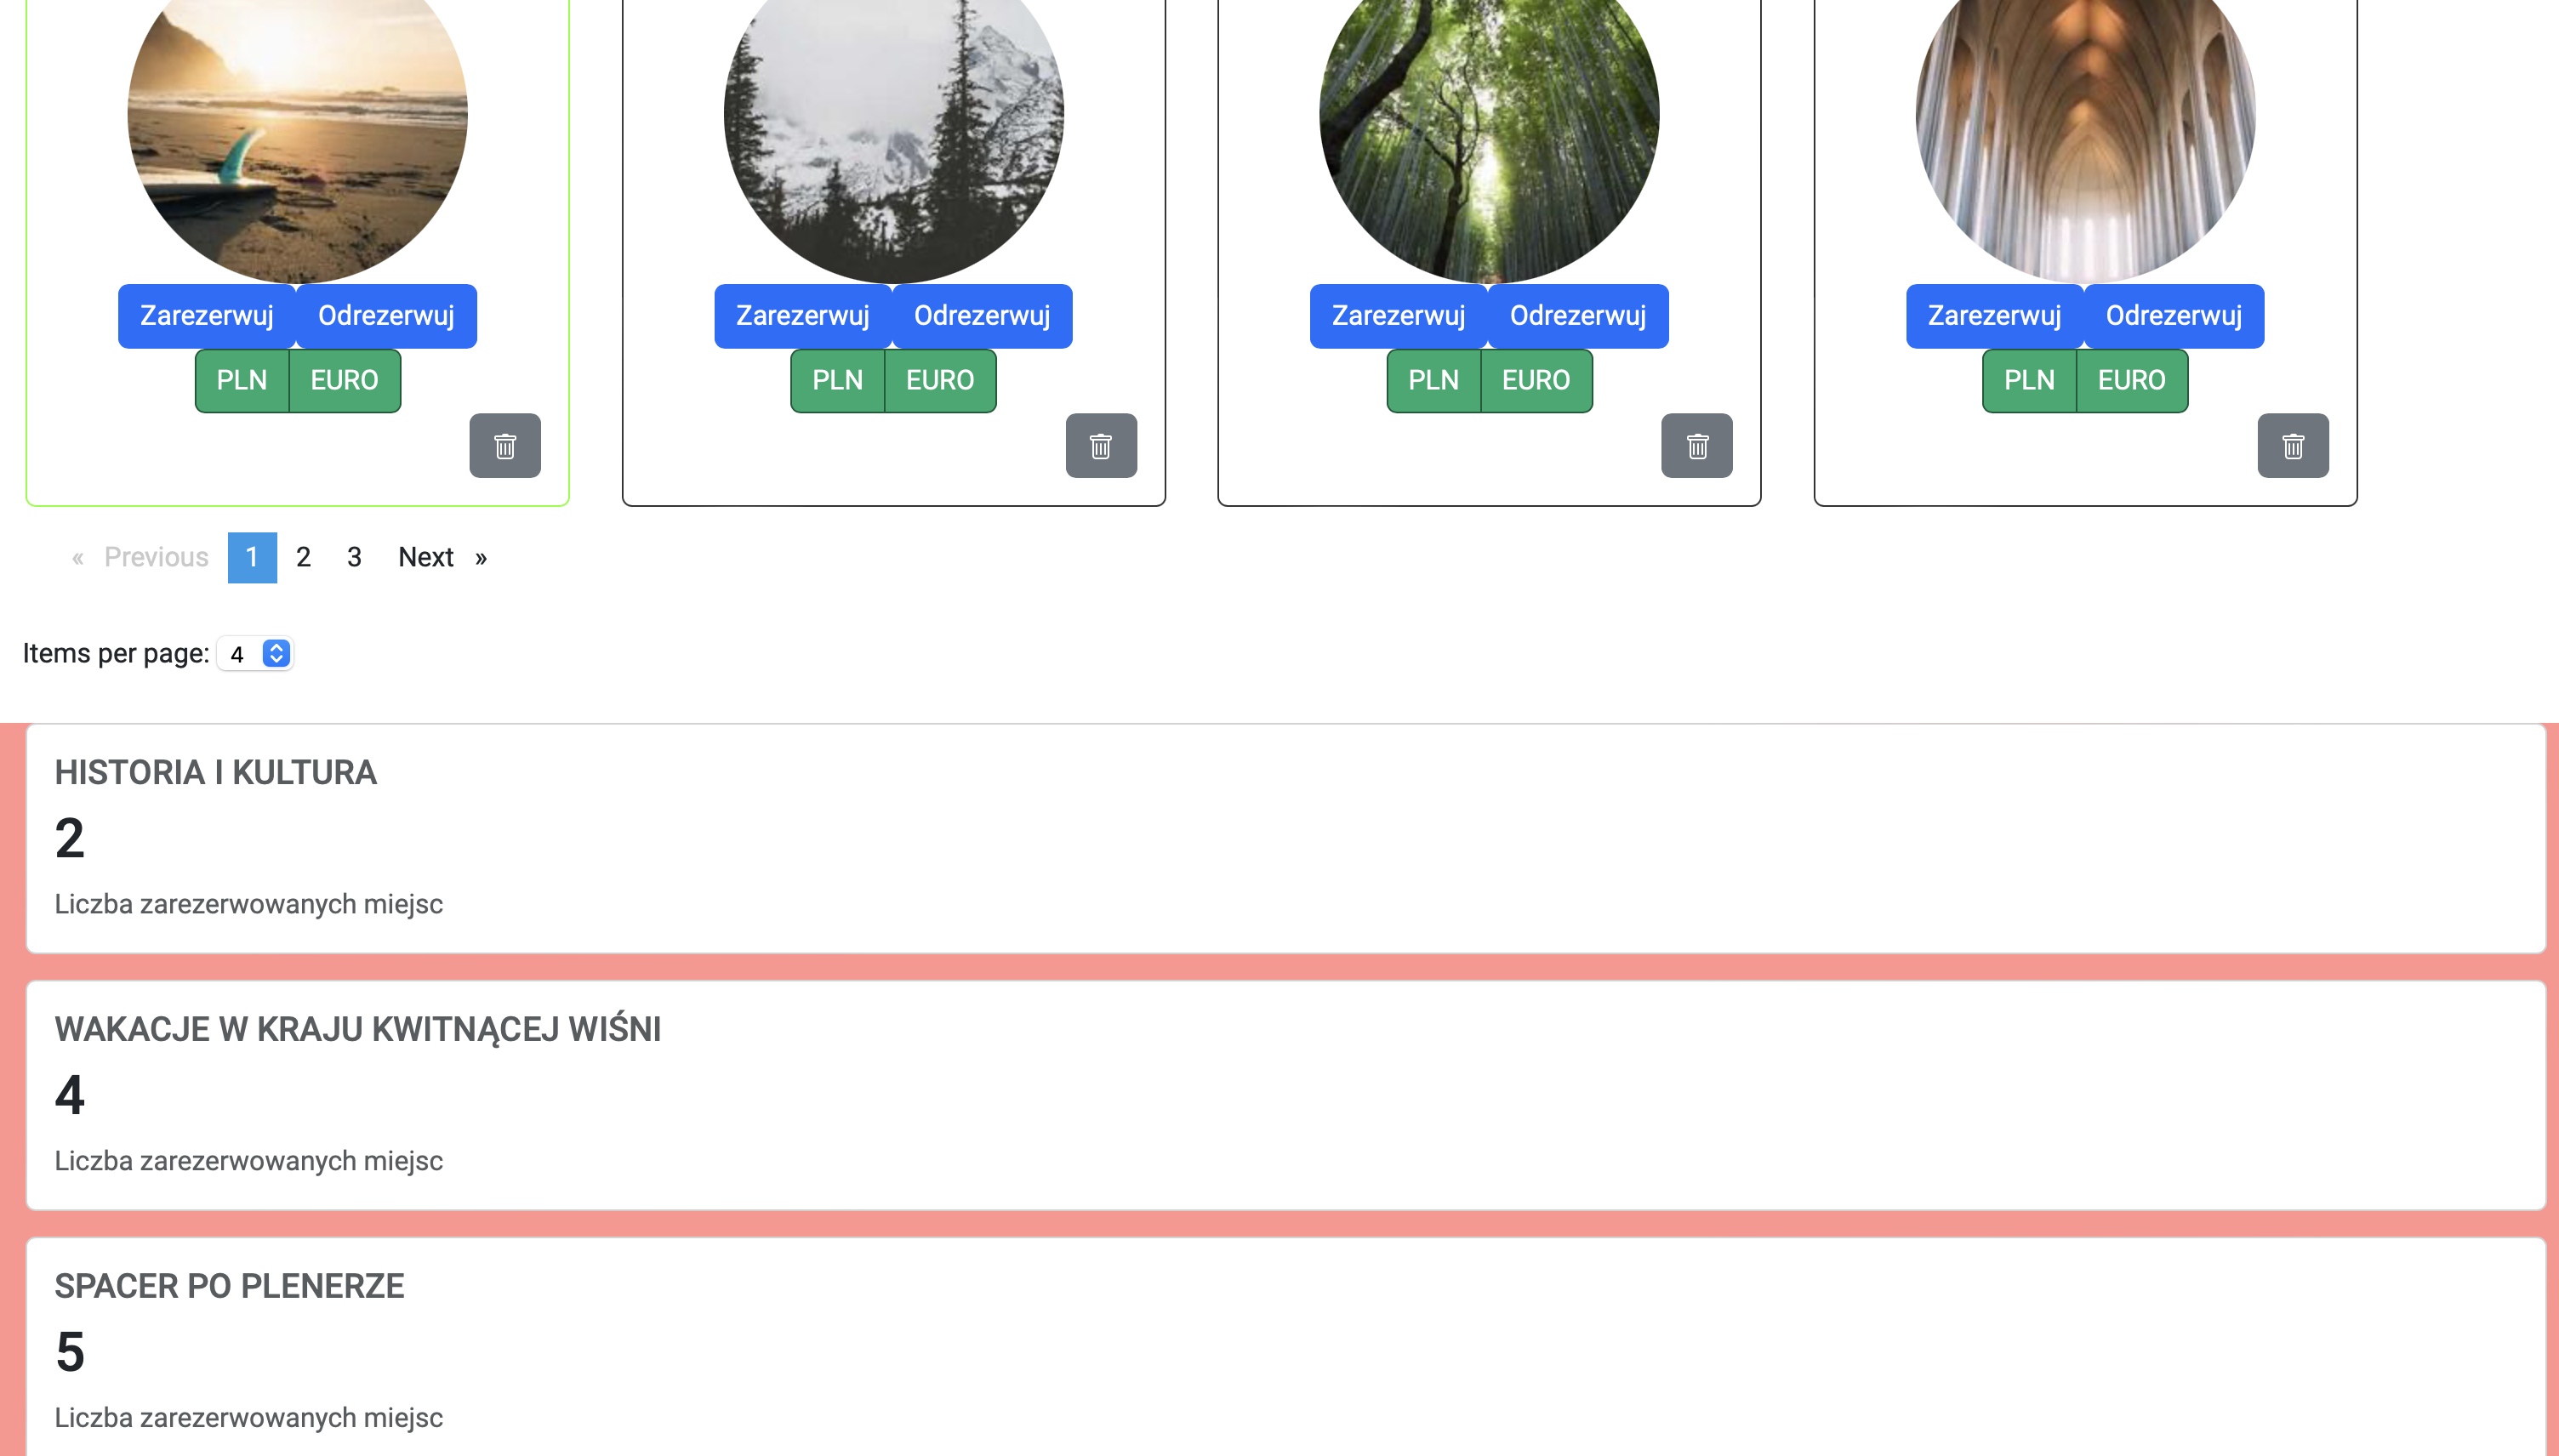 Zarezerwuj Odrezerwuj Zarezerwuj Odrezerwuj Zarezerwuj Odrezerwuj Zarezerwuj Odrezerwuj
PLN EURO PLN EURO PLN EURO PLN EURO
« Previous 1 2 3 Next »
Items per page: 4
HISTORIA I KULTURA
2
Liczba zarezerwowanych miejsc
WAKACJE W KRAJU KWITNĄCEJ WIŚNI
4
Liczba zarezerwowanych miejsc
SPACER PO PLENERZE
5
Liczba zarezerwowanych miejsc